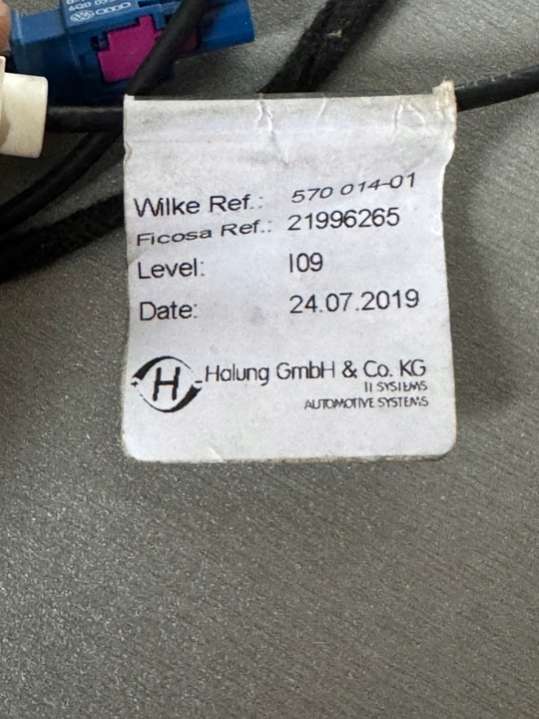 Wilke Ref.: 570 014-01
Ficosa Ref.: 21996265
Level: I09
Date: 24.07.2019
H
Halung GmbH & Co. KG
AUTOMOTIVE SYSTEMS